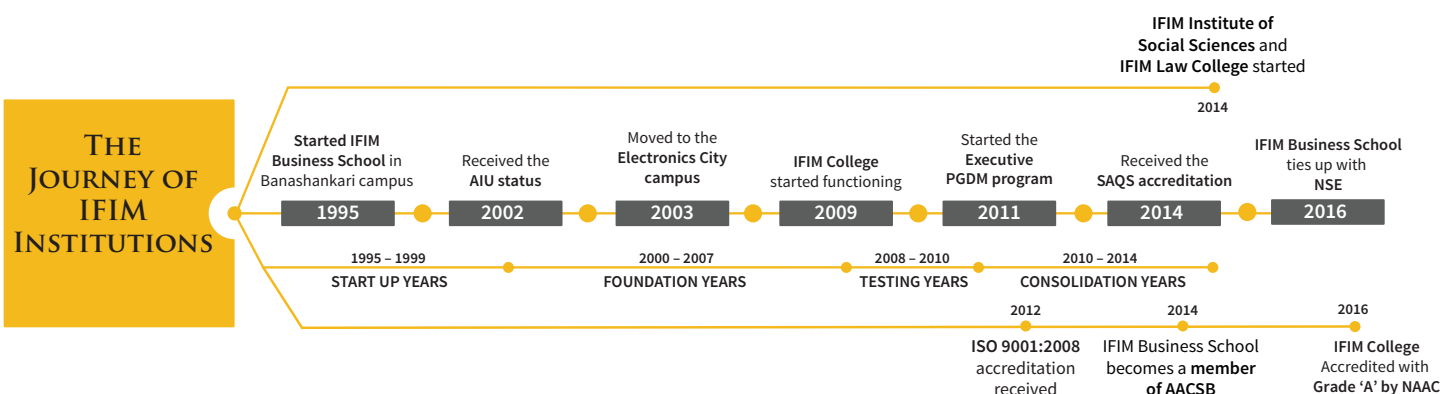 THE
JOURNEY OF
IFIM
INSTITUTIONS
IFIM Institute of
Social Sciences and
IFIM Law College started
2014
Started IFIM
Business School in
Banashankari campus
1995
Received the
AIU status
2002
Moved to the
Electronics City
campus
2003
IFIM College
started functioning
2009
Started the
Executive
PGDM program
2011
Received the
SAQS accreditation
2014
IFIM Business School
ties up with
NSE
2016
1995 – 1999
START UP YEARS
2000 – 2007
FOUNDATION YEARS
2008 – 2010
TESTING YEARS
2010 – 2014
CONSOLIDATION YEARS
2012
ISO 9001:2008
accreditation
received
2014
IFIM Business School
becomes a member
of AACSB
2016
IFIM College
Accredited with
Grade ‘A’ by NAAC